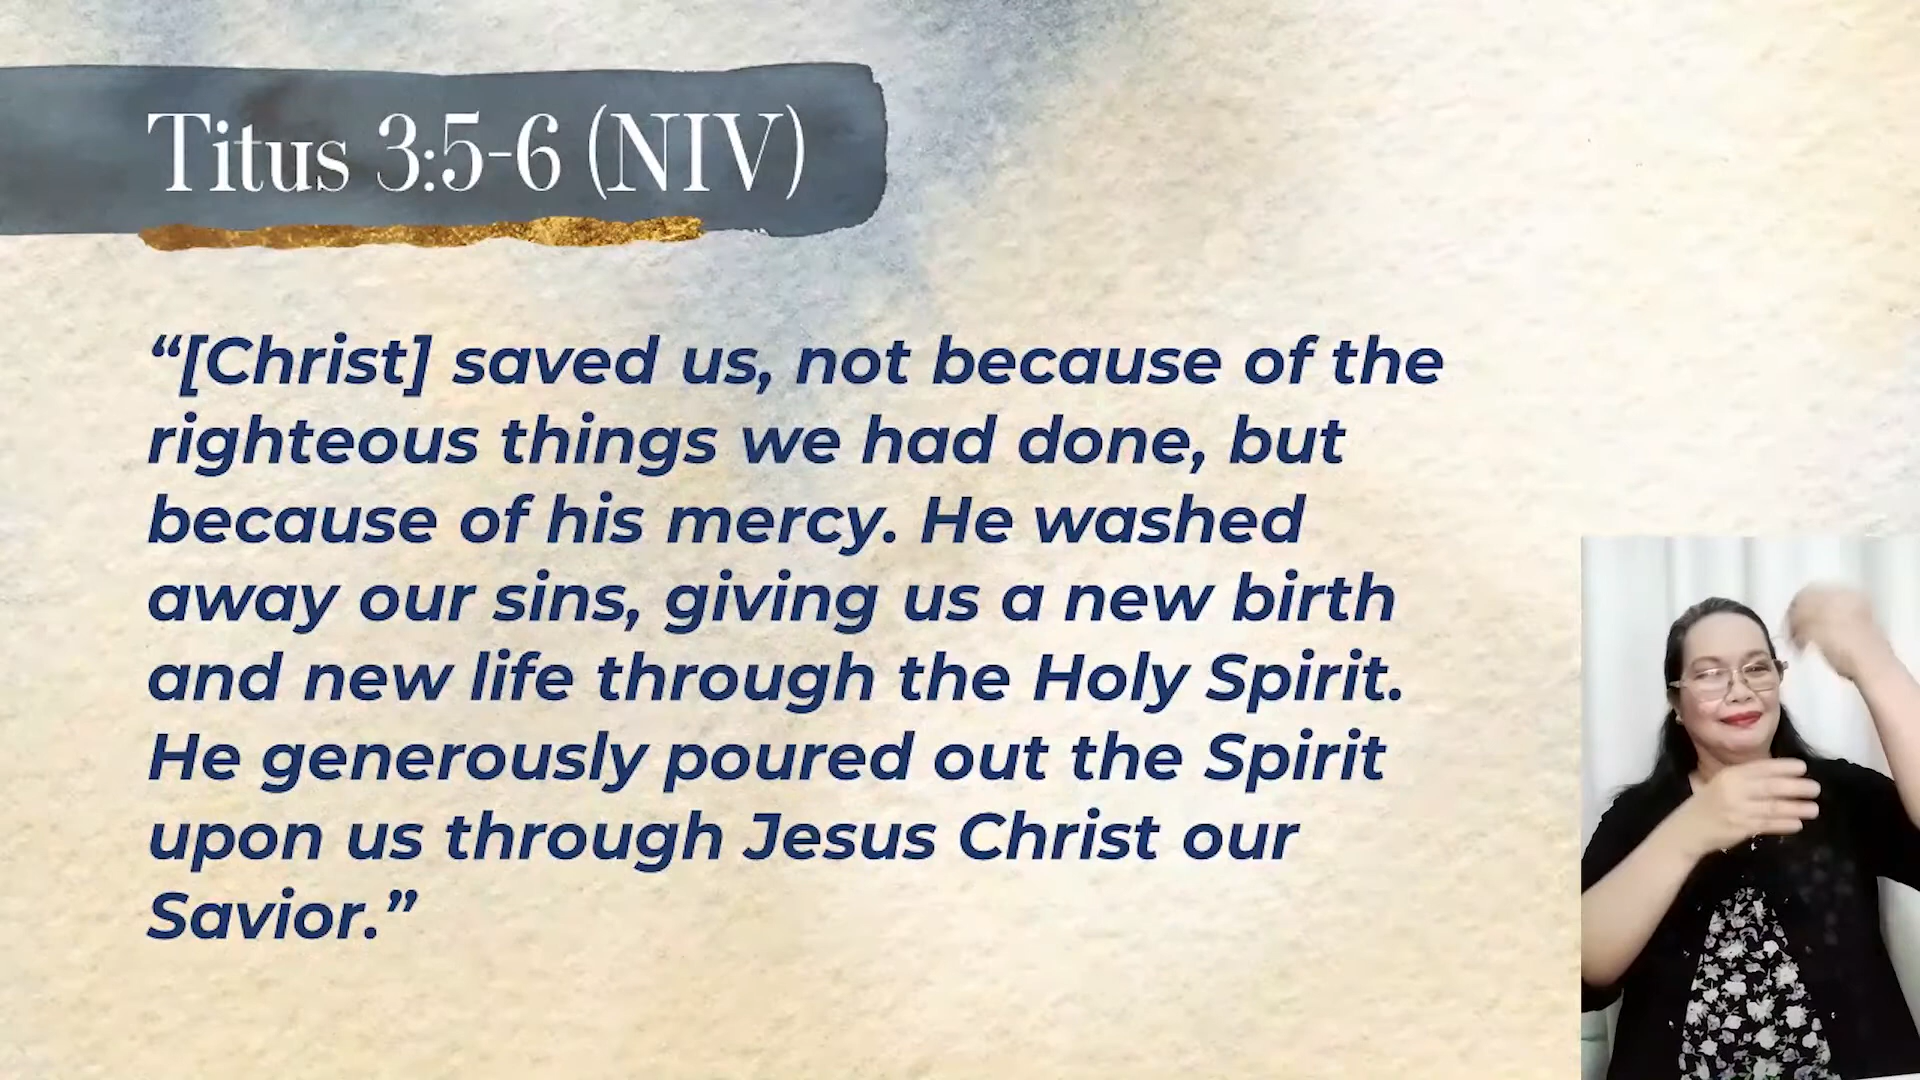 Titus 3:5-6 (NIV)
“[Christ] saved us, not because of the
righteous things we had done, but
because of his mercy. He washed
away our sins, giving us a new birth
and new life through the Holy Spirit.
He generously poured out the Spirit
upon us through Jesus Christ our
Savior.”